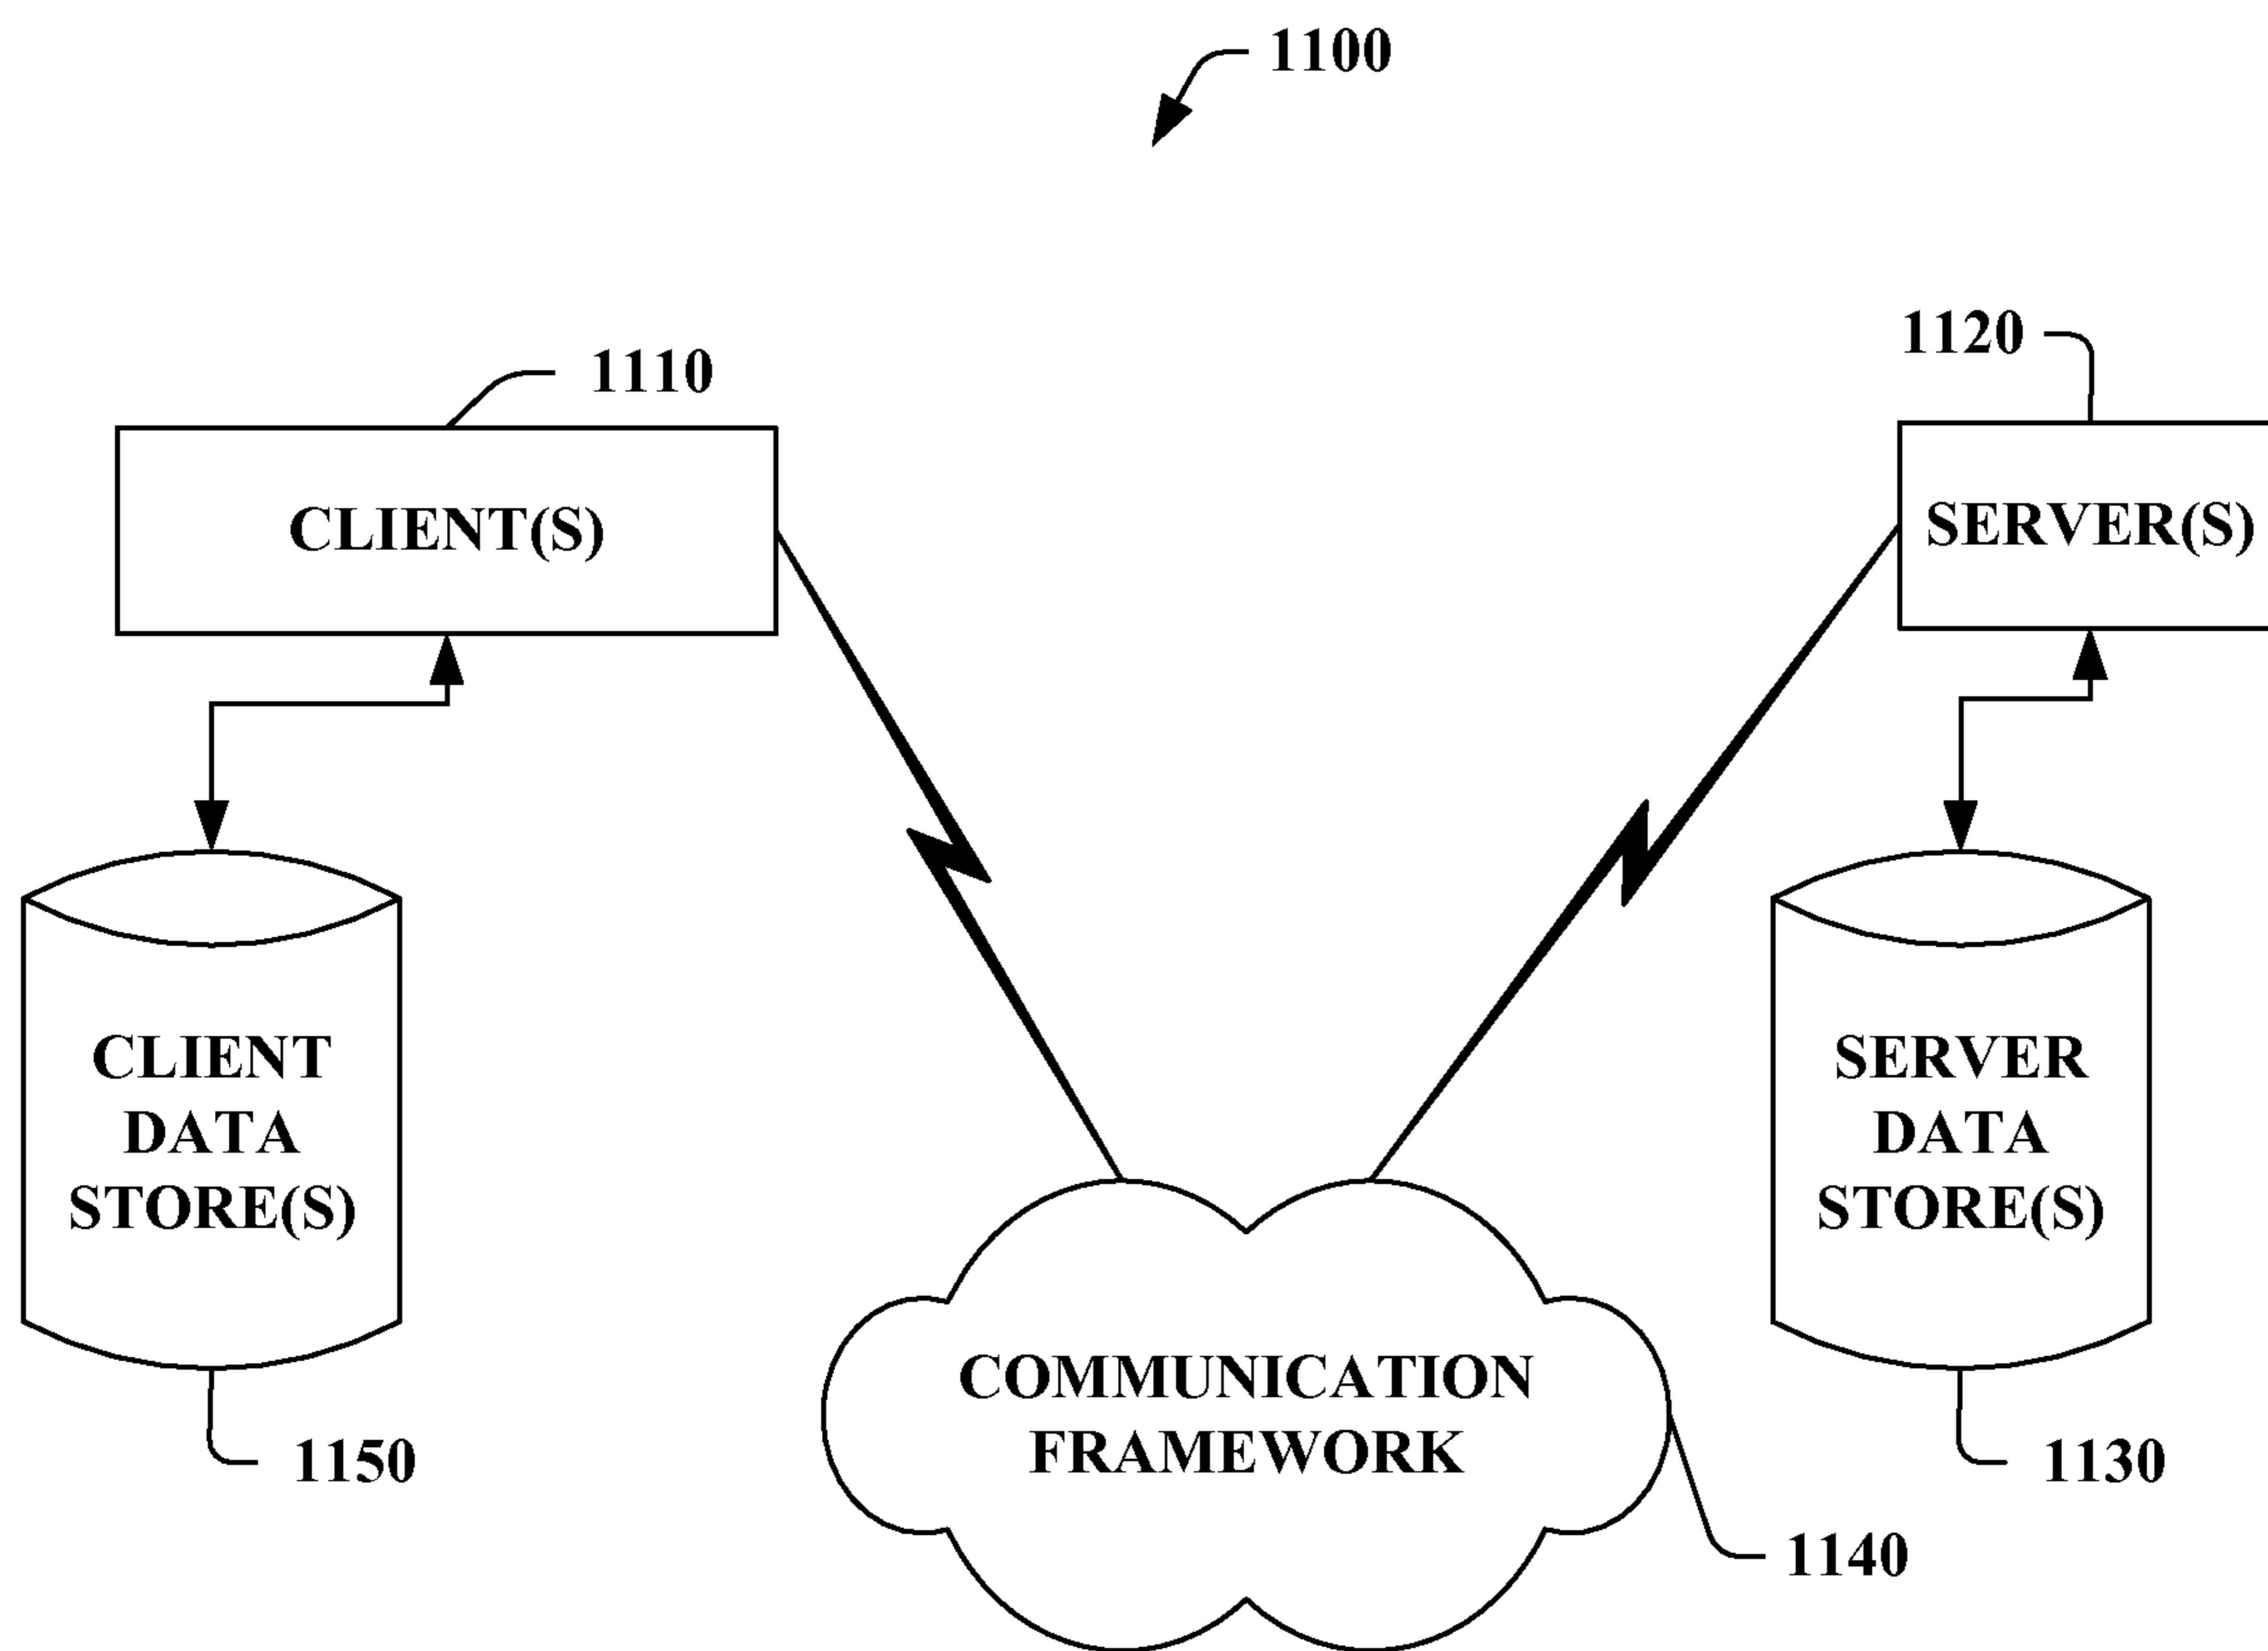 1100
1120
1110
CLIENT(S)
SERVER(S)
CLIENT
DATA
STORE(S)
SERVER
DATA
STORE(S)
COMMUNICATION
FRAMEWORK
1150
1130
1140